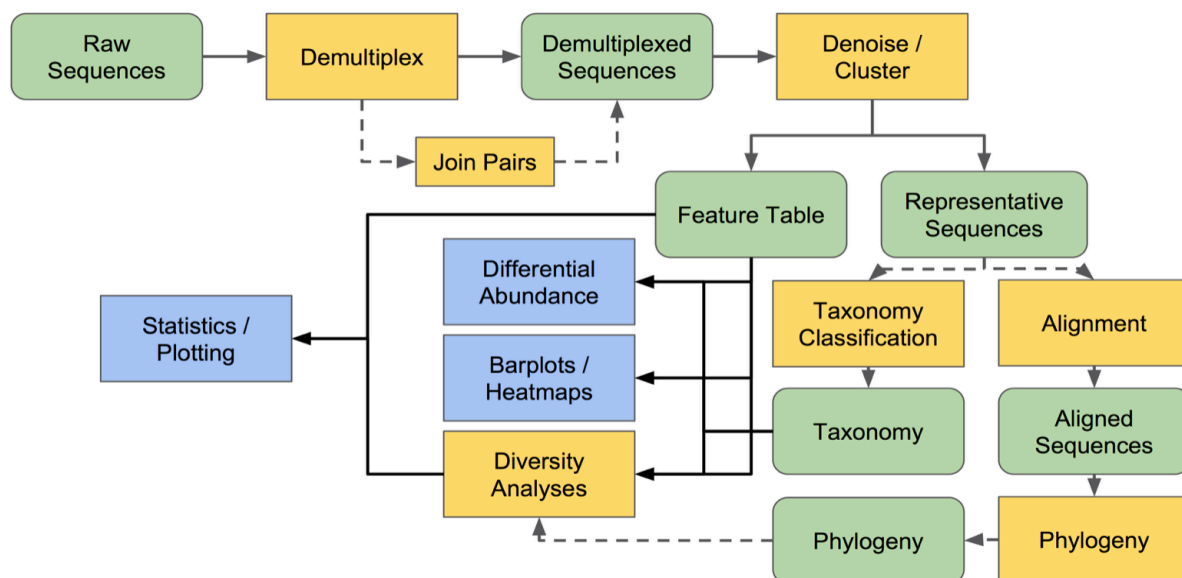 Raw
Sequences
Demultiplex
Demultiplexed
Sequences
Denoise /
Cluster
Join Pairs
Feature Table
Representative
Sequences
Differential
Abundance
Taxonomy
Classification
Alignment
Statistics /
Plotting
Barplots /
Heatmaps
Taxonomy
Aligned
Sequences
Diversity
Analyses
Phylogeny
Phylogeny